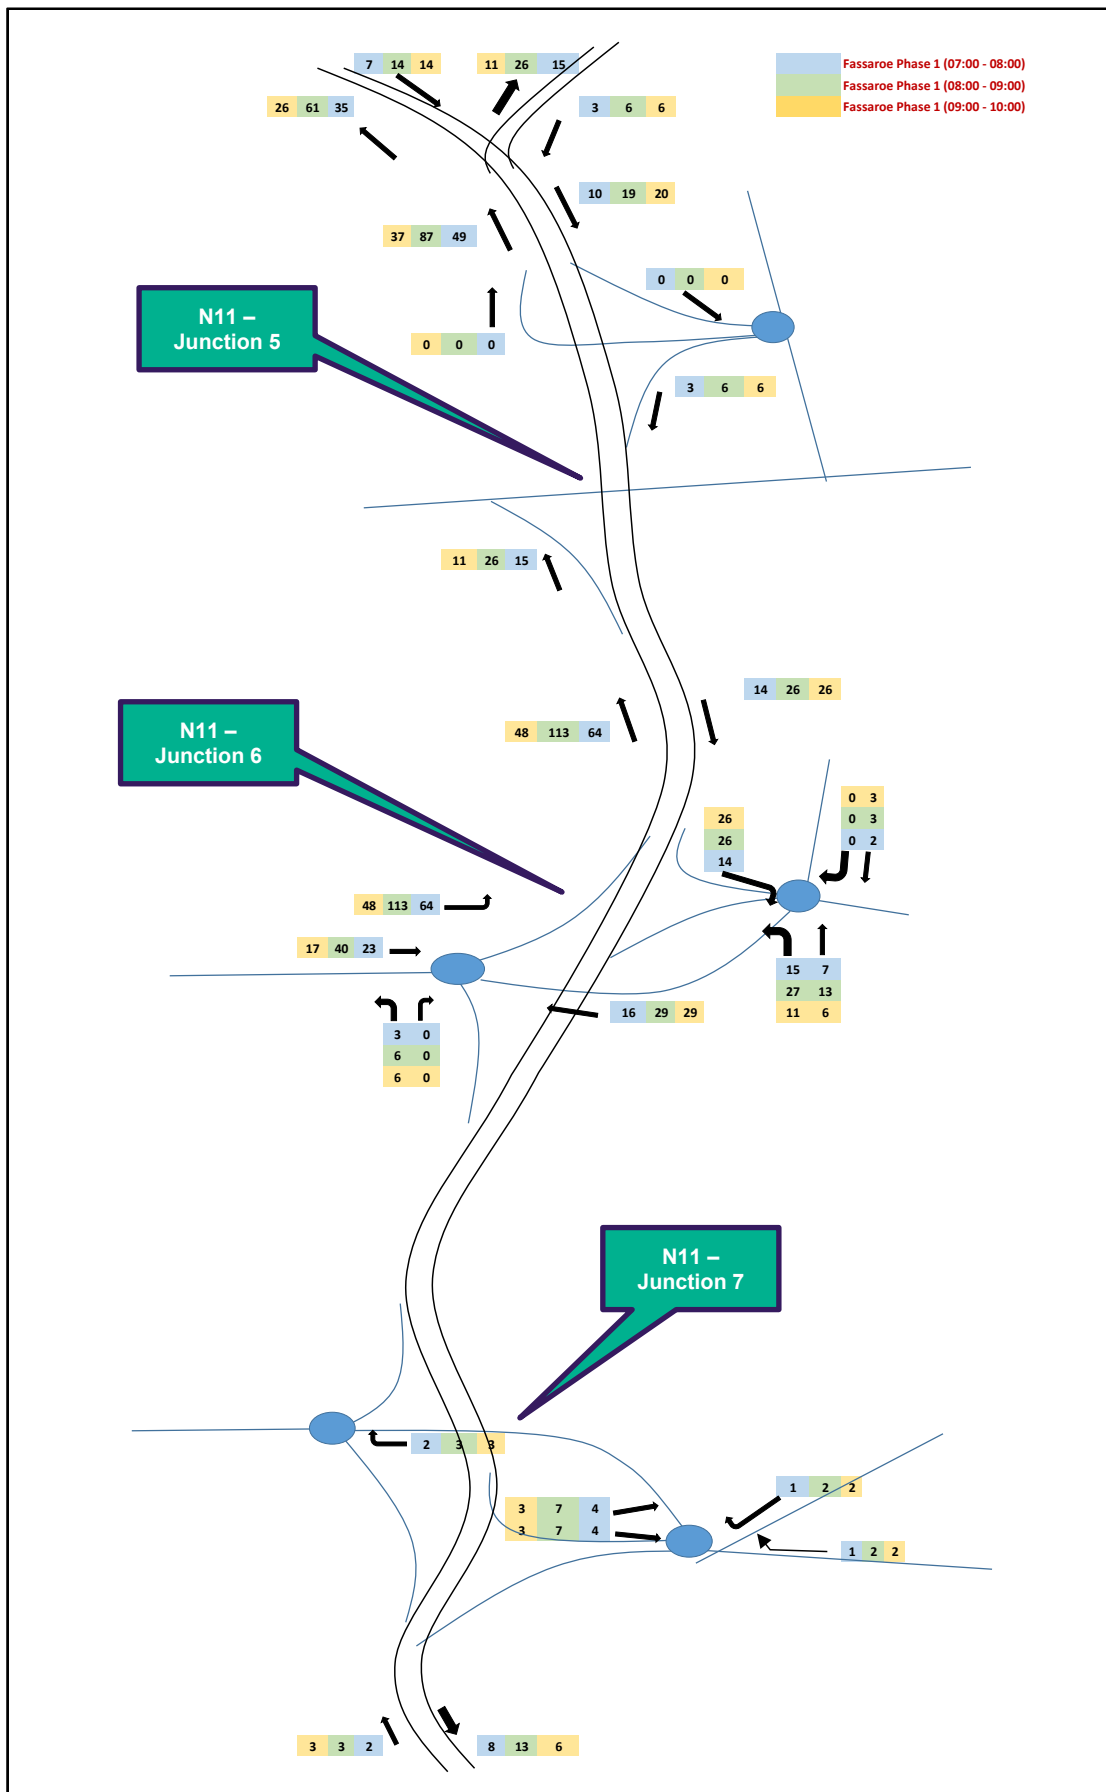 7 14 14
11 26 15
Fassaroe Phase 1 (07:00 - 08:00)
Fassaroe Phase 1 (08:00 - 09:00)
Fassaroe Phase 1 (09:00 - 10:00)
26 61 35
3 6 6
10 19 20
37 87 49
0 0 0
N11 –
Junction 5
0 0 0
3 6 6
11 26 15
14 26 26
N11 –
Junction 6
48 113 64
0 3
0 3
0 2
26
26
14
48 113 64
17 40 23
15 7
27 13
11 6
16 29 29
3 0
6 0
6 0
N11 –
Junction 7
2 3 3
1 2 2
3 7 4
3 7 4
1 2 2
3 3 2
8 13 6